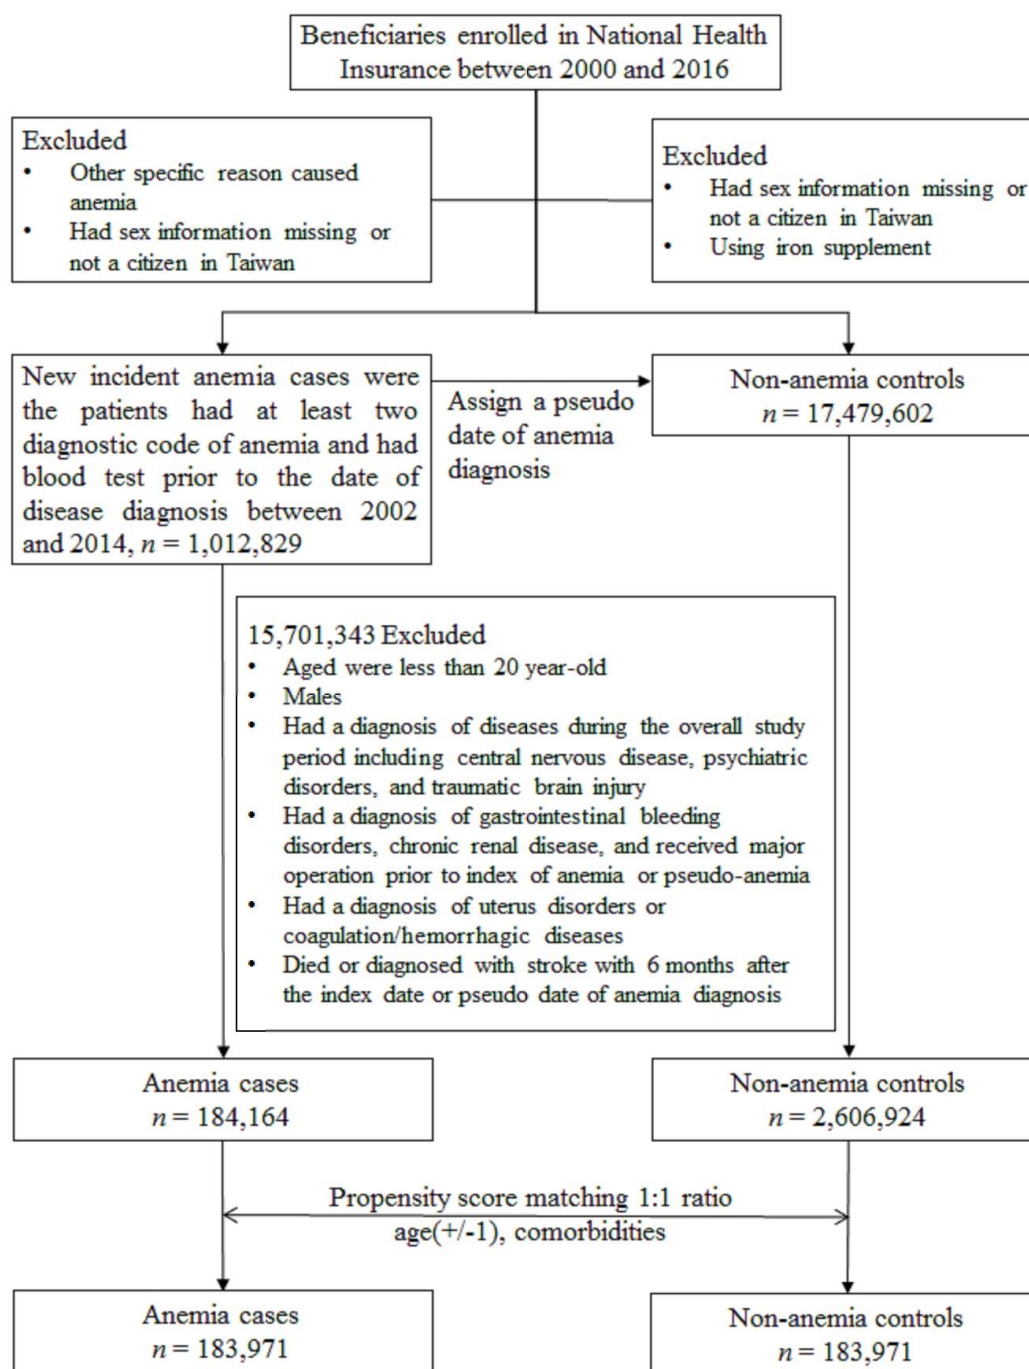 Beneficiaries enrolled in National Health
Insurance between 2000 and 2016
Excluded
• Other specific reason caused
anemia
• Had sex information missing or
not a citizen in Taiwan
Excluded
• Had sex information missing or
not a citizen in Taiwan
• Using iron supplement
New incident anemia cases were
the patients had at least two
diagnostic code of anemia and had
blood test prior to the date of
disease diagnosis between 2002
and 2014, n = 1,012,829
Assign a pseudo
date of anemia
diagnosis
Non-anemia controls
n = 17,479,602
15,701,343 Excluded
• Aged were less than 20 year-old
• Males
• Had a diagnosis of diseases during the overall study
period including central nervous disease, psychiatric
disorders, and traumatic brain injury
• Had a diagnosis of gastrointestinal bleeding
disorders, chronic renal disease, and received major
operation prior to index of anemia or pseudo-anemia
• Had a diagnosis of uterus disorders or
coagulation/hemorrhagic diseases
• Died or diagnosed with stroke with 6 months after
the index date or pseudo date of anemia diagnosis
Anemia cases
n = 184,164
Non-anemia controls
n = 2,606,924
Propensity score matching 1:1 ratio
age(+/-1), comorbidities
Anemia cases
n = 183,971
Non-anemia controls
n = 183,971